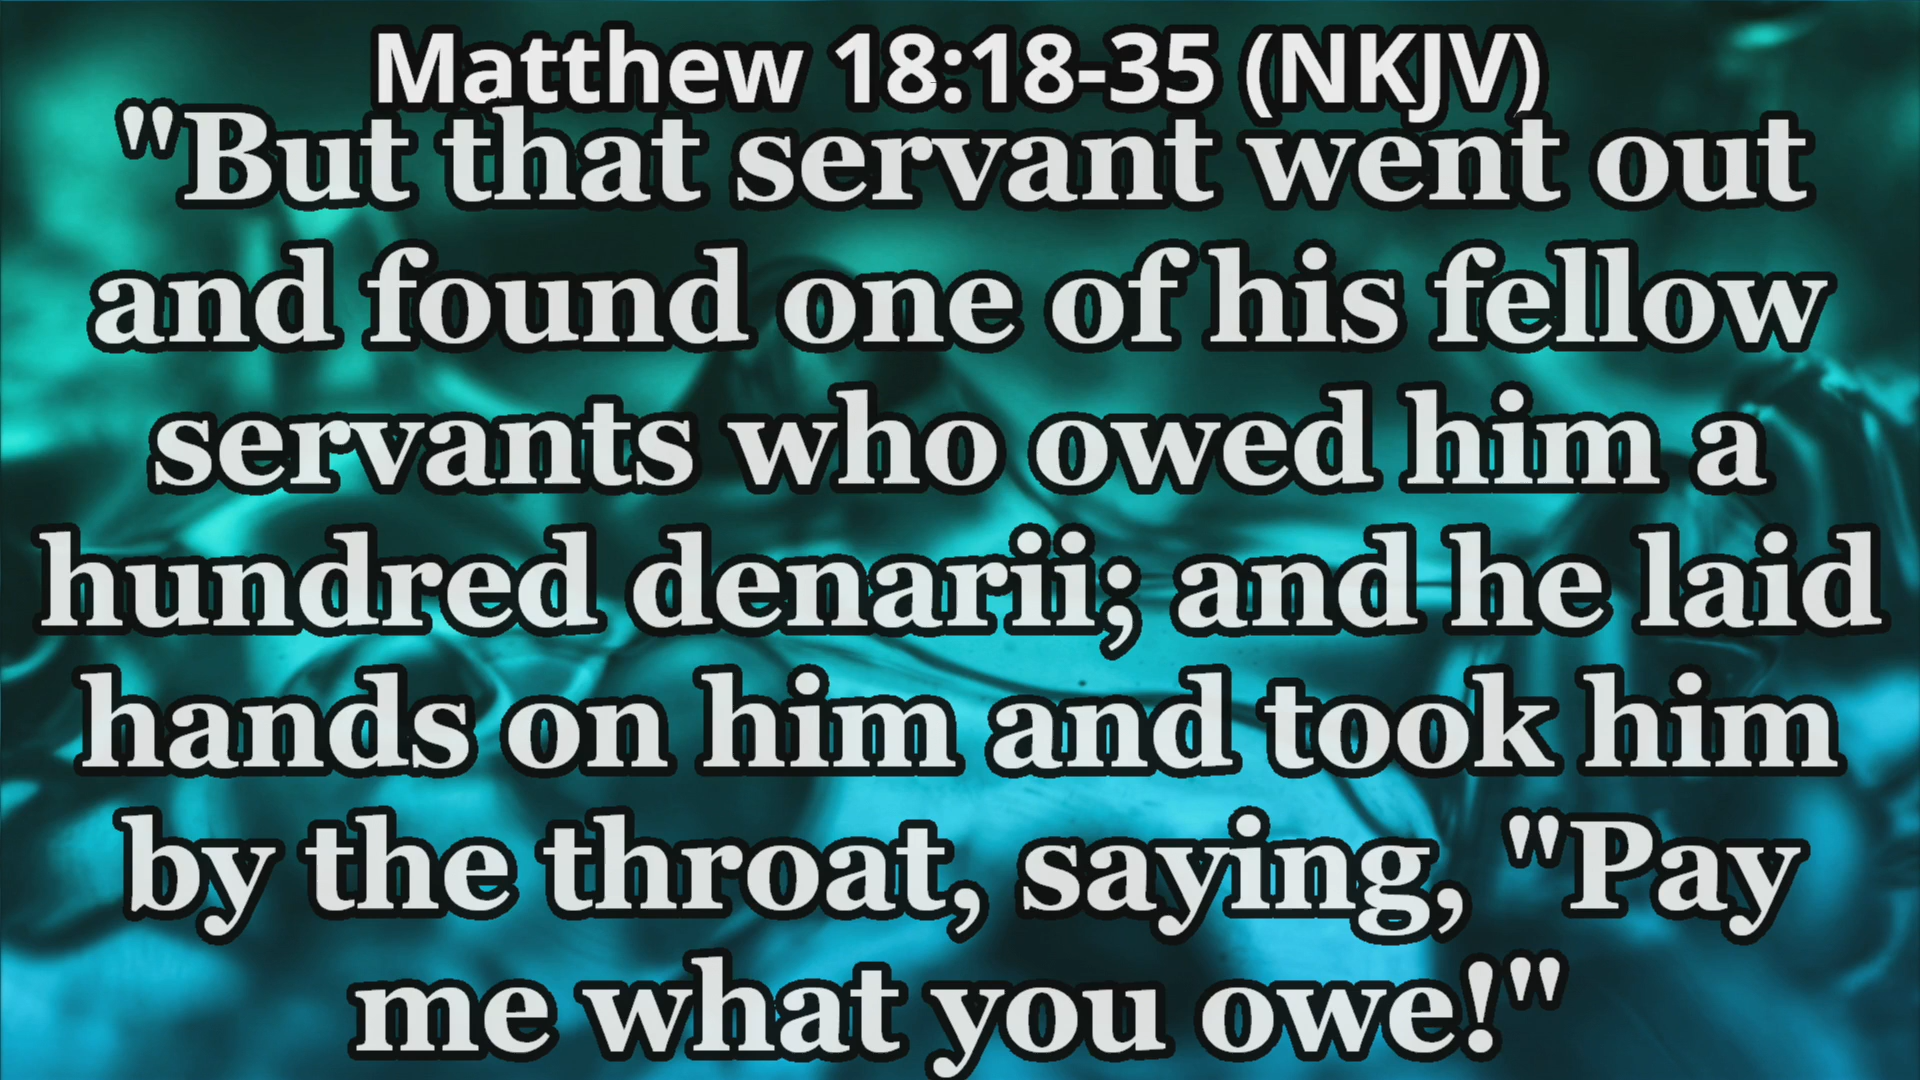 Matthew 18:18-35 (NKJV)
"But that servant went out
and found one of his fellow
servants who owed him a
hundred denarii; and he laid
hands on him and took him
by the throat, saying, "Pay
me what you owe!"